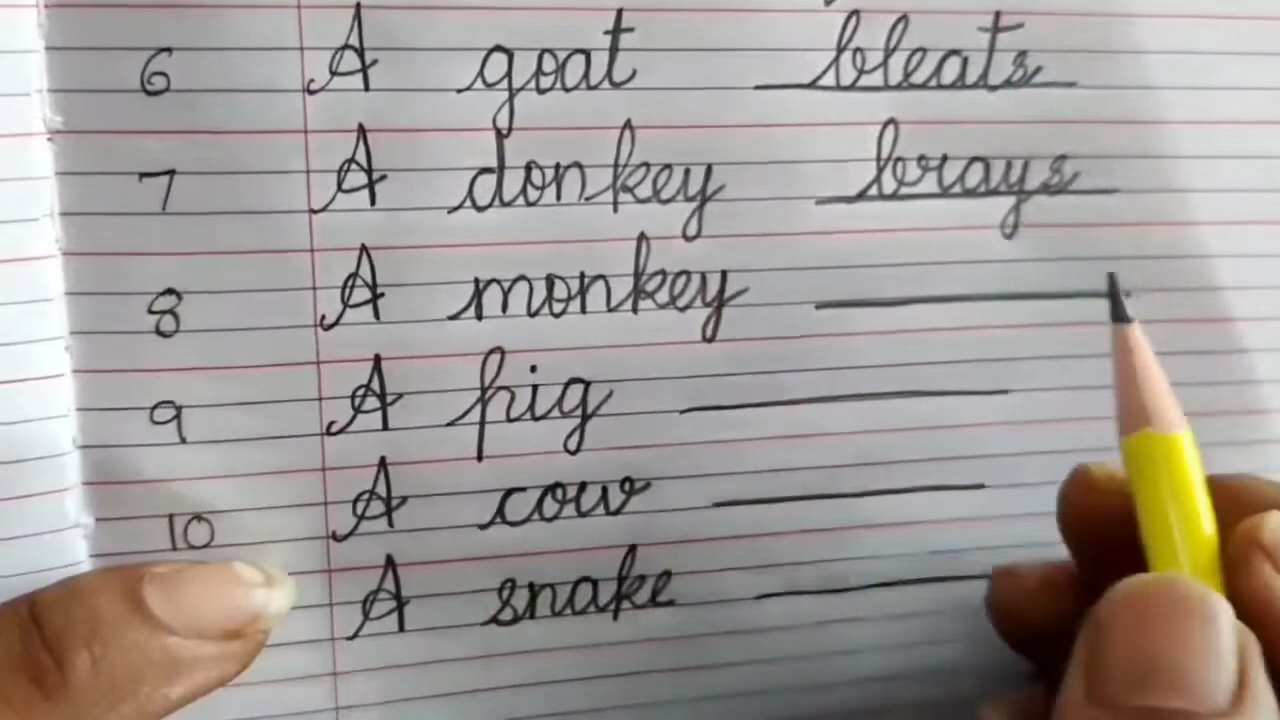 6 A goat bleats
7 A donkey brays
8 A monkey
9 A pig
10 A cow
A snake